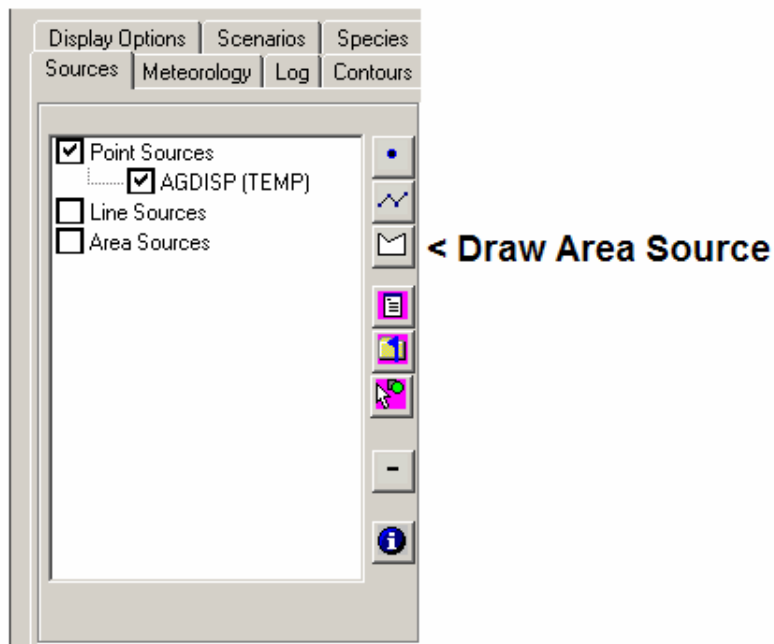 Display Options Scenarios Species
Sources Meteorology Log Contours
Point Sources
AGDISP (TEMP)
Line Sources
Area Sources
< Draw Area Source